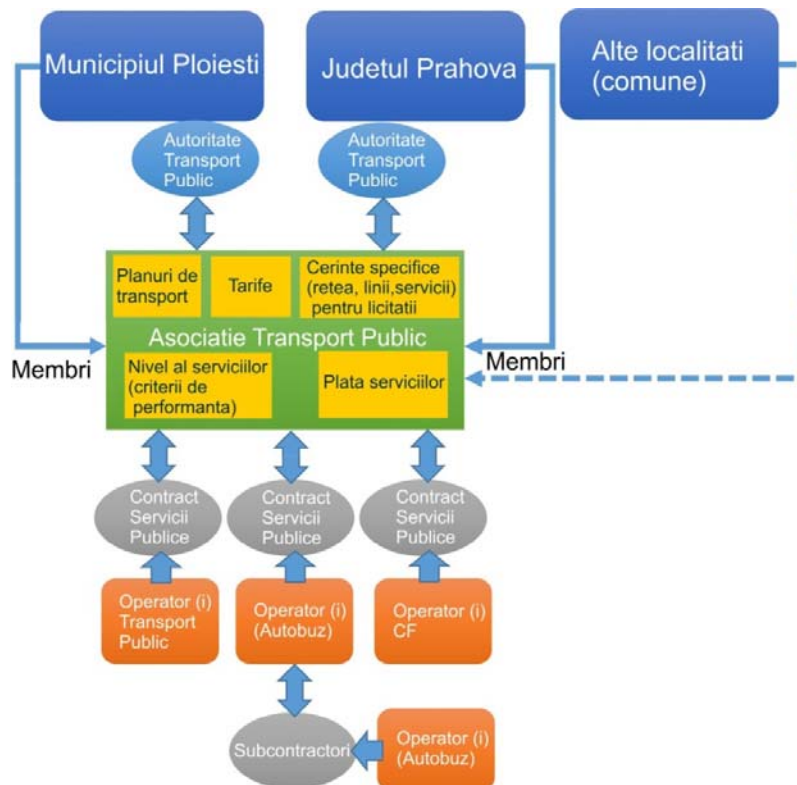 Municipiul Ploiesti
Judetul Prahova
Alte localitati
(comune)
Autoritate
Transport
Public
Autoritate
Transport
Public
Planuri de
transport
Tarife
Cerinte specifice
(retea, linii,servicii)
pentru licitatii
Asociatie Transport Public
Membri
Membri
Nivel al serviciilor
(criterii de
performanta)
Plata serviciilor
Contract
Servicii
Publice
Contract
Servicii
Publice
Contract
Servicii
Publice
Operator (i)
Transport
Public
Operator (i)
(Autobuz)
Operator (i)
CF
Subcontractori
Operator (i)
(Autobuz)